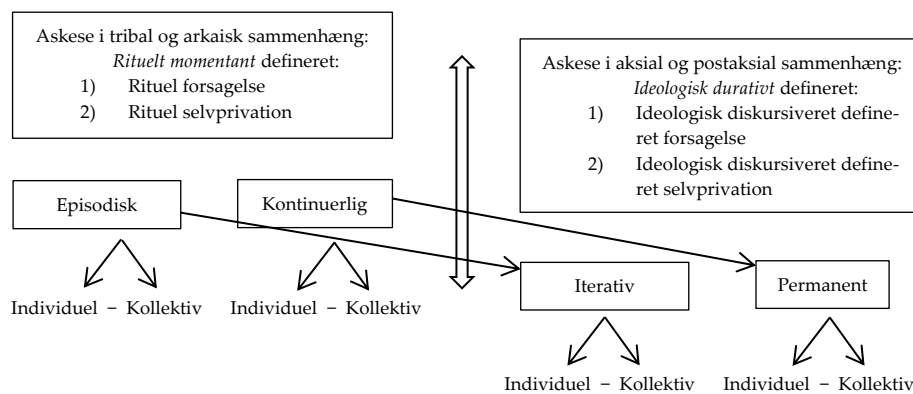 Askese i tribal og arkaisk sammenhæng:
Rituelt momentant defineret:
1) Rituel forsagelse
2) Rituel selvprivation
Askese i aksial og postaksial sammenhæng:
Ideologisk durativt defineret:
1) Ideologisk diskursiveret define-
ret forsagelse
2) Ideologisk diskursiveret define-
ret selvprivation
Episodisk
Kontinuerlig
Individuel – Kollektiv
Individuel – Kollektiv
Iterativ
Permanent
Individuel – Kollektiv
Individuel – Kollektiv